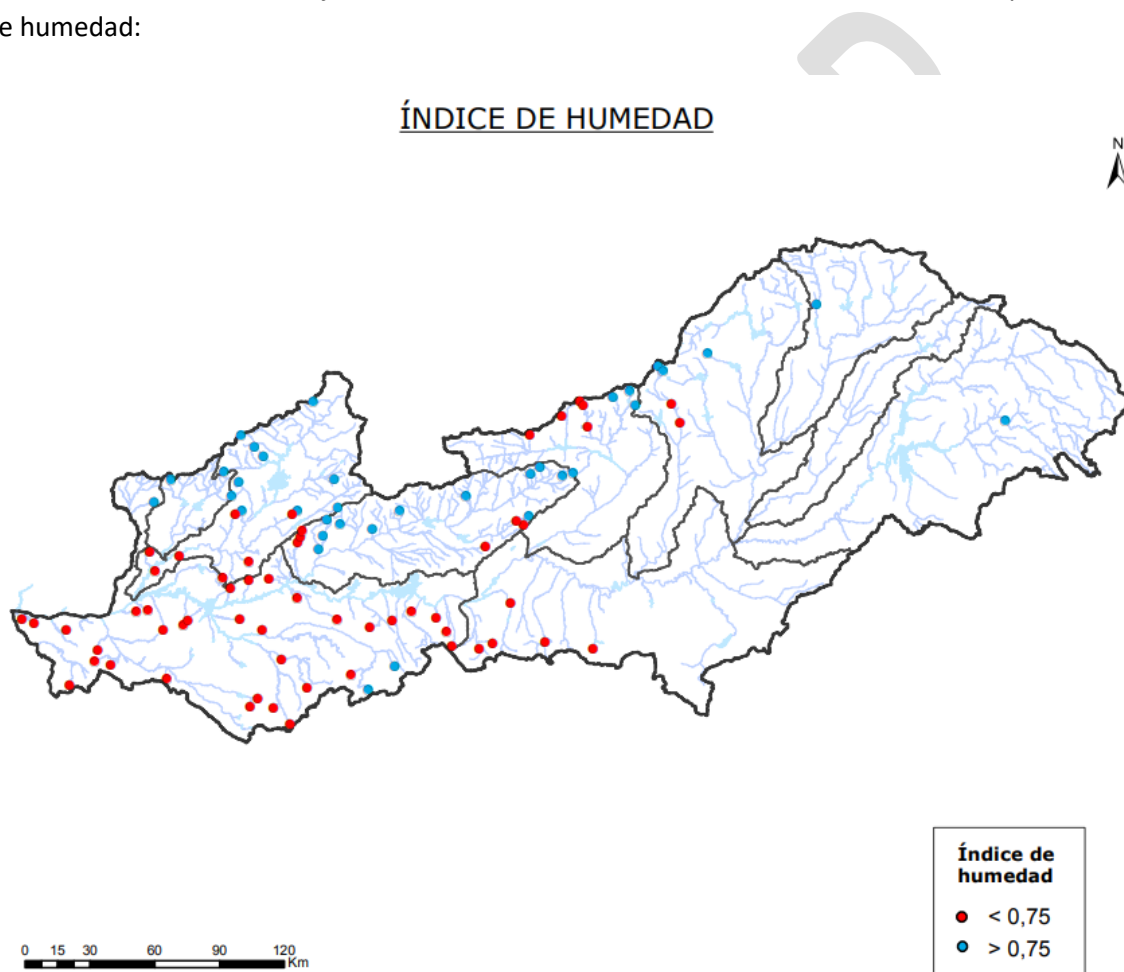 e humedad:
ÍNDICE DE HUMEDAD
N
Índice de
humedad
< 0,75
> 0,75
0 15 30 60 90 120
Km